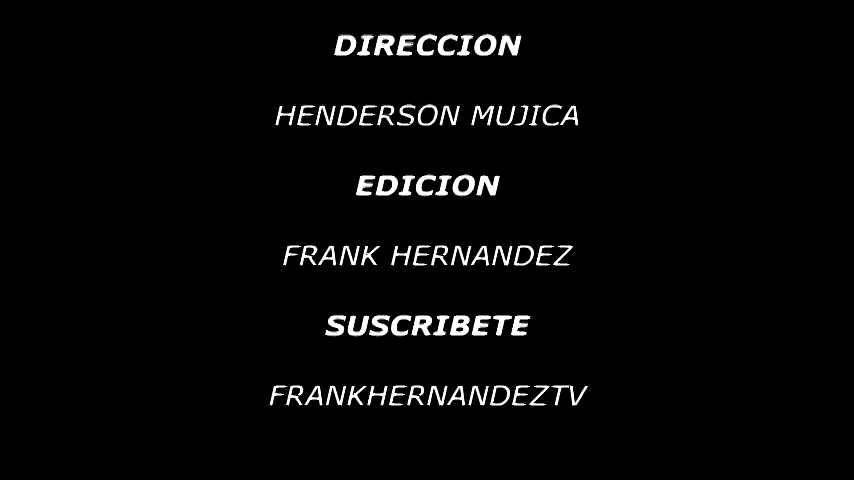 DIRECCION
HENDERSON MUJICA
EDICION
FRANK HERNANDEZ
SUSCRIBETE
FRANKHERNANDEZTV